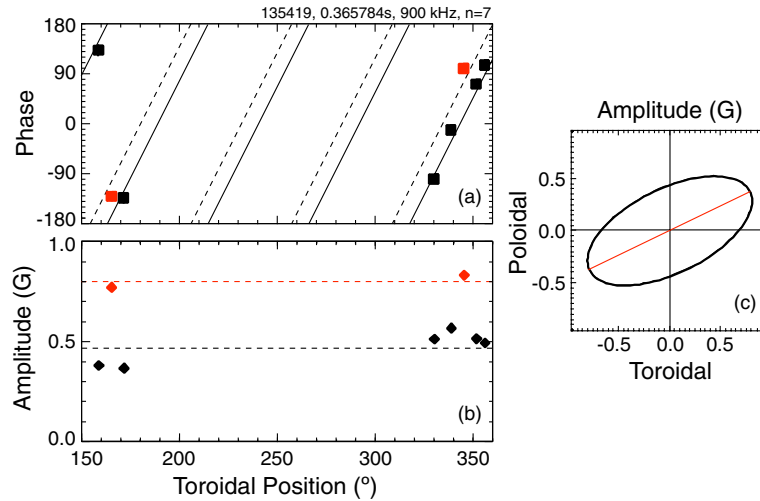 135419, 0.365784s, 900 kHz, n=7
180
90
0
-90
-180
Phase
(a)
1.0
0.5
0.0
Amplitude (G)
(b)
150
200
250
300
350
Toroidal Position (º)
Amplitude (G)
0.5
0.0
-0.5
Poloidal
(c)
-0.5
0.0
0.5
Toroidal